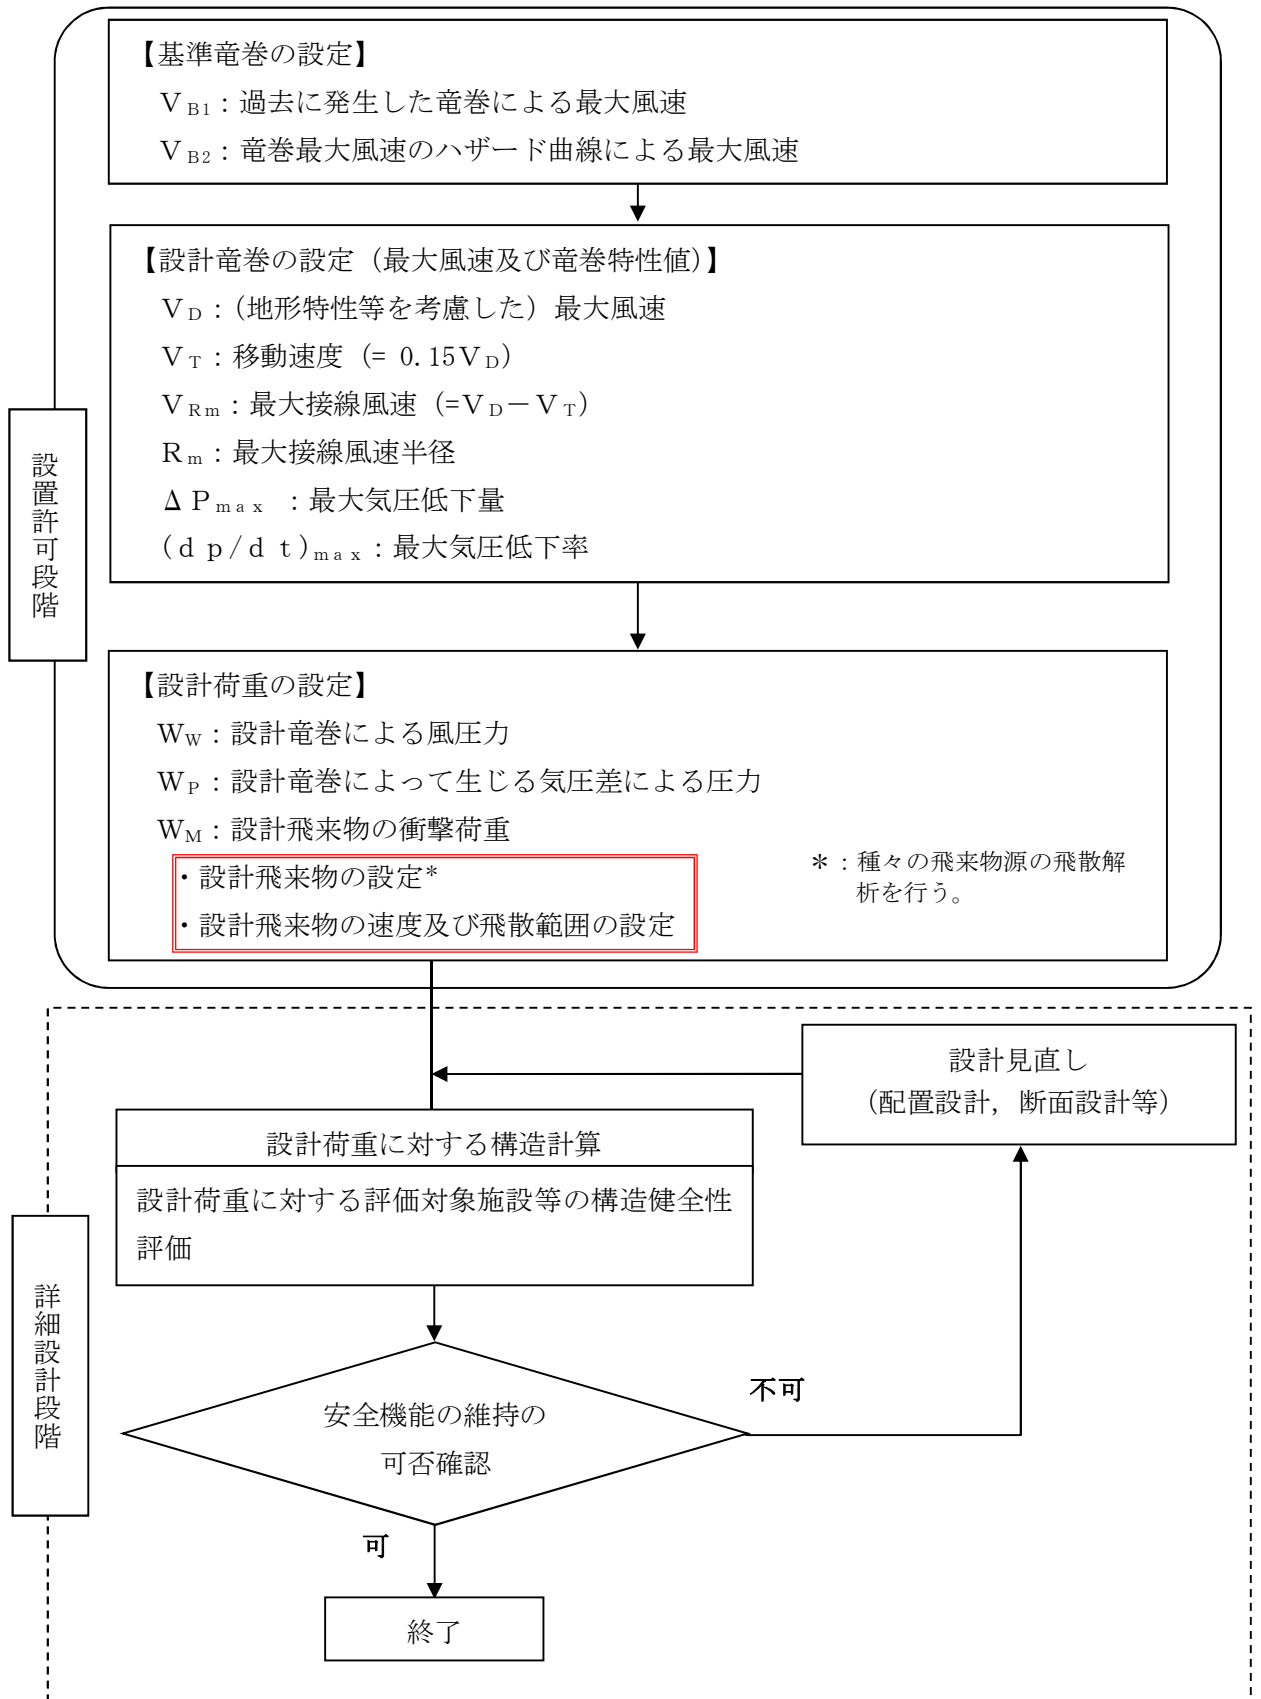 【基準竜巻の設定】
ＶB1：過去に発生した竜巻による最大風速
ＶB2：竜巻最大風速のハザード曲線による最大風速
【設計竜巻の設定（最大風速及び竜巻特性値)】
ＶD：(地形特性等を考慮した）最大風速
ＶT：移動速度（= 0.15ＶD）
ＶRm：最大接線風速（=ＶD－ＶT）
Ｒm：最大接線風速半径
ΔＰmax ：最大気圧低下量
(ｄｐ/ｄｔ)max：最大気圧低下率
設置許可段階
【設計荷重の設定】
WW：設計竜巻による風圧力
WP：設計竜巻によって生じる気圧差による圧力
WM：設計飛来物の衝撃荷重
・設計飛来物の設定*
・設計飛来物の速度及び飛散範囲の設定
＊：種々の飛来物源の飛散解
析を行う。
設計見直し
（配置設計，断面設計等）
設計荷重に対する構造計算
設計荷重に対する評価対象施設等の構造健全性
評価
詳細設計段階
安全機能の維持の
可否確認
不可
可
終了